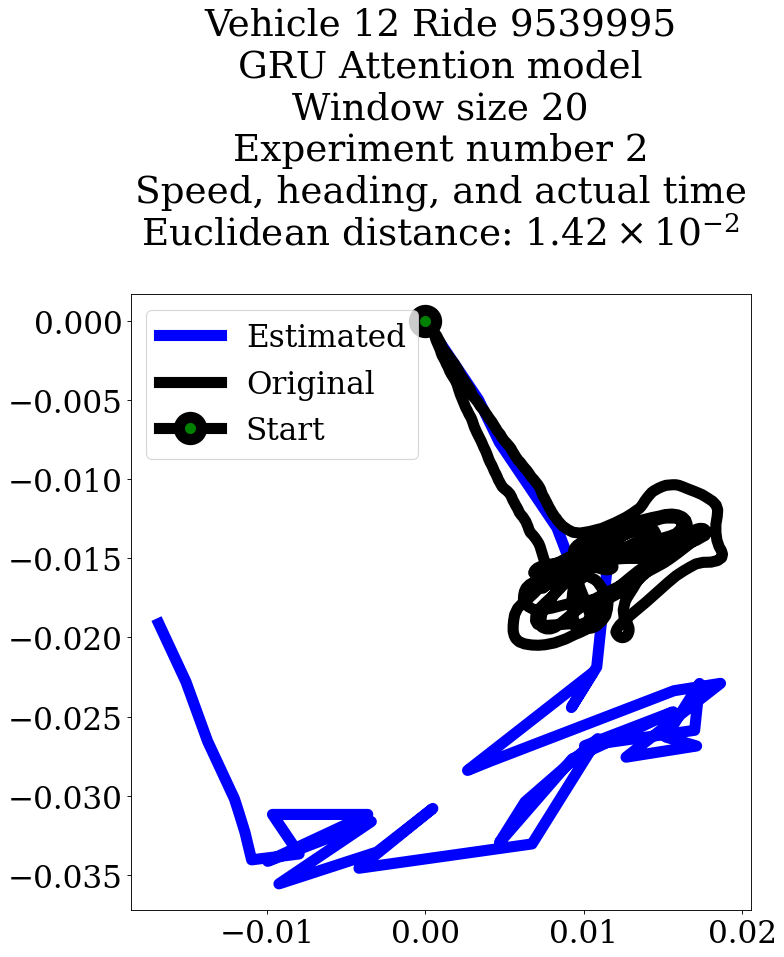 Vehicle 12 Ride 9539995
GRU Attention model
Window size 20
Experiment number 2
Speed, heading, and actual time
Euclidean distance: 1.42 × 10⁻²
Estimated
Original
Start
0.000
−0.005
−0.010
−0.015
−0.020
−0.025
−0.030
−0.035
−0.01 0.00 0.01 0.02